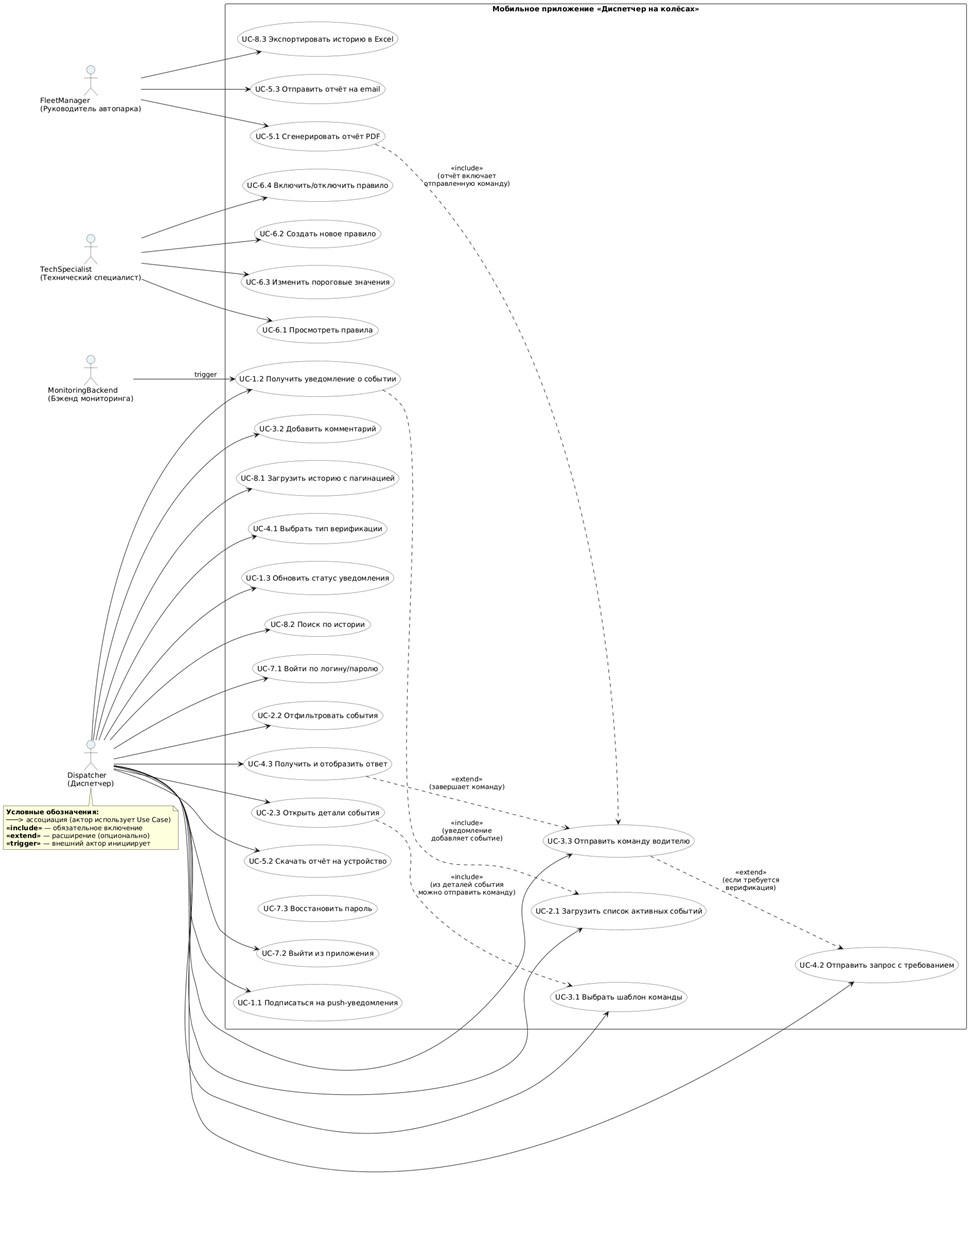 Мобильное приложение «Диспетчер на колёсах»
UC-8.3 Экспортировать историю в Excel
FleetManager
(Руководитель автопарка)
UC-5.3 Отправить отчёт на email
UC-5.1 Сгенерировать отчёт PDF
«include»
(отчёт включает
отправленную команду)
UC-6.4 Включить/отключить правило
UC-6.2 Создать новое правило
TechSpecialist
(Технический специалист)
UC-6.3 Изменить пороговые значения
UC-6.1 Просмотреть правила
trigger
UC-1.2 Получить уведомление о событии
MonitoringBackend
(Бэкенд мониторинга)
UC-3.2 Добавить комментарий
UC-8.1 Загрузить историю с пагинацией
UC-4.1 Выбрать тип верификации
UC-1.3 Обновить статус уведомления
UC-8.2 Поиск по истории
UC-7.1 Войти по логину/паролю
UC-2.2 Отфильтровать события
UC-4.3 Получить и отобразить ответ
Dispatcher
(Диспетчер)
«extend»
(завершает команду)
Условные обозначения:
──> ассоциация (актор использует Use Case)
«include» — обязательное включение
«extend» — расширение (опционально)
«trigger» — внешний актор инициирует
UC-2.3 Открыть детали события
«include»
(уведомление
добавляет событие)
UC-3.3 Отправить команду водителю
UC-5.2 Скачать отчёт на устройство
«include»
(из деталей события
можно отправить команду)
«extend»
(если требуется
верификация)
UC-7.3 Восстановить пароль
UC-2.1 Загрузить список активных событий
UC-7.2 Выйти из приложения
UC-4.2 Отправить запрос с требованием
UC-1.1 Подписаться на push-уведомления
UC-3.1 Выбрать шаблон команды